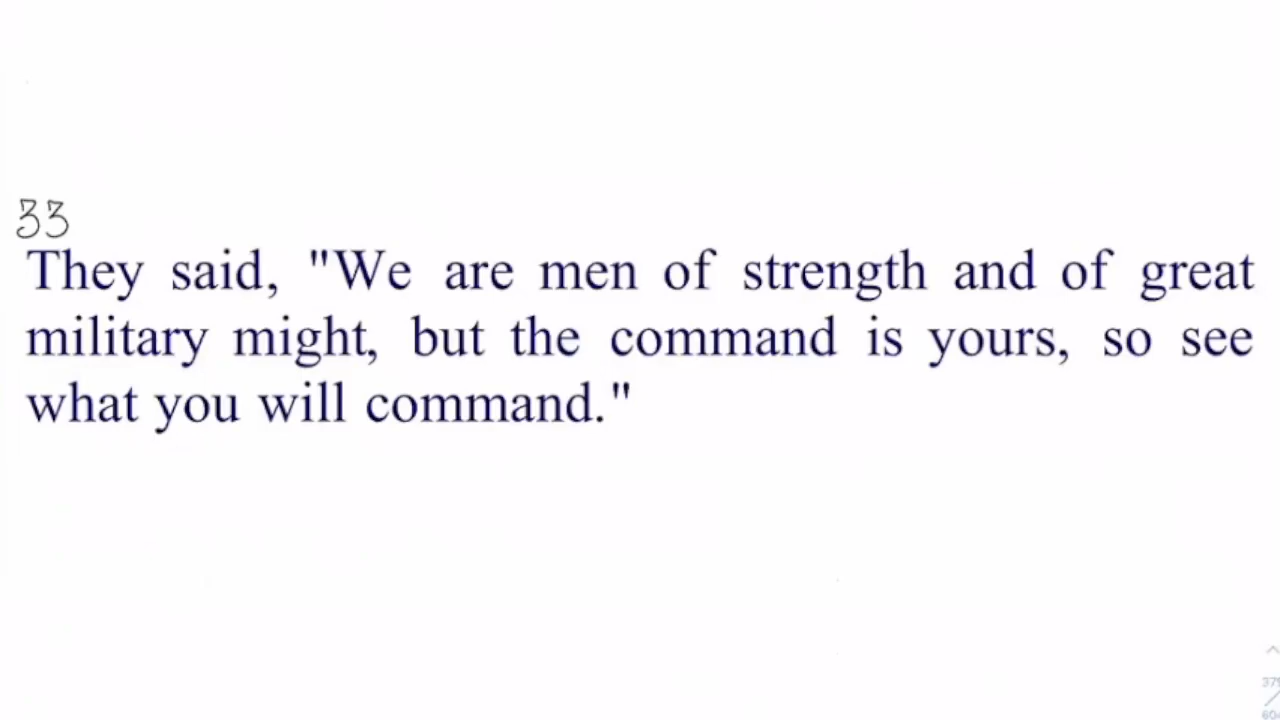 33
They said, "We are men of strength and of great
military might, but the command is yours, so see
what you will command."